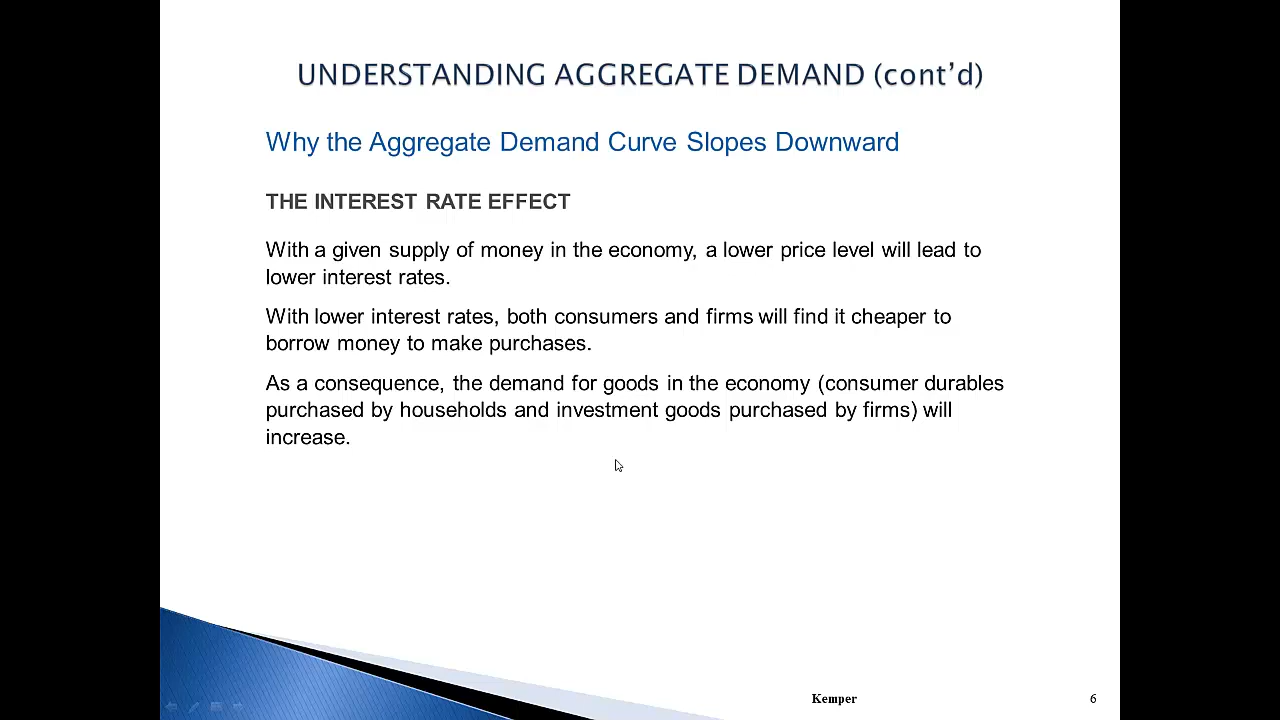 UNDERSTANDING AGGREGATE DEMAND (cont’d)
Why the Aggregate Demand Curve Slopes Downward
THE INTEREST RATE EFFECT
With a given supply of money in the economy, a lower price level will lead to
lower interest rates.
With lower interest rates, both consumers and firms will find it cheaper to
borrow money to make purchases.
As a consequence, the demand for goods in the economy (consumer durables
purchased by households and investment goods purchased by firms) will
increase.
Kemper
6